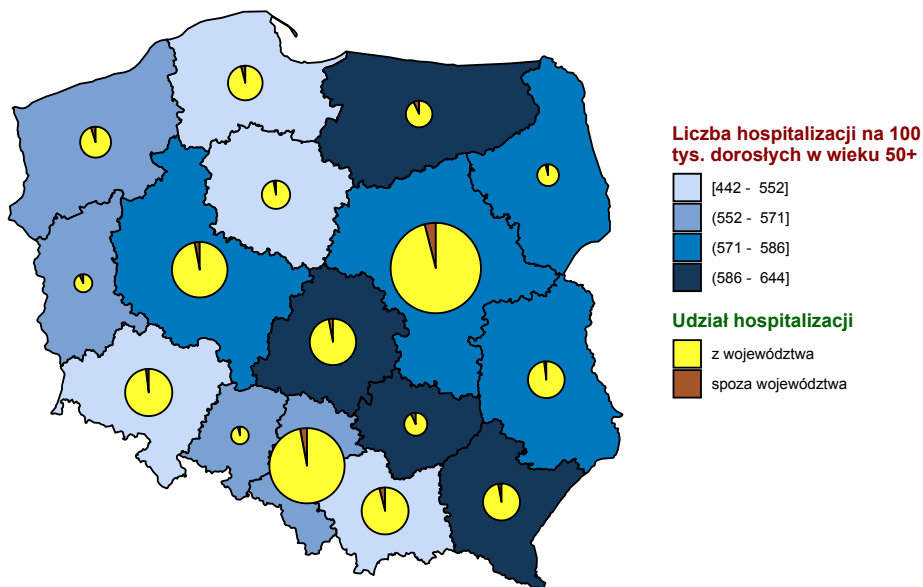 Liczba hospitalizacji na 100
tys. dorosłych w wieku 50+
[442 - 552]
(552 - 571]
(571 - 586]
(586 - 644]
Udział hospitalizacji
z województwa
spoza województwa